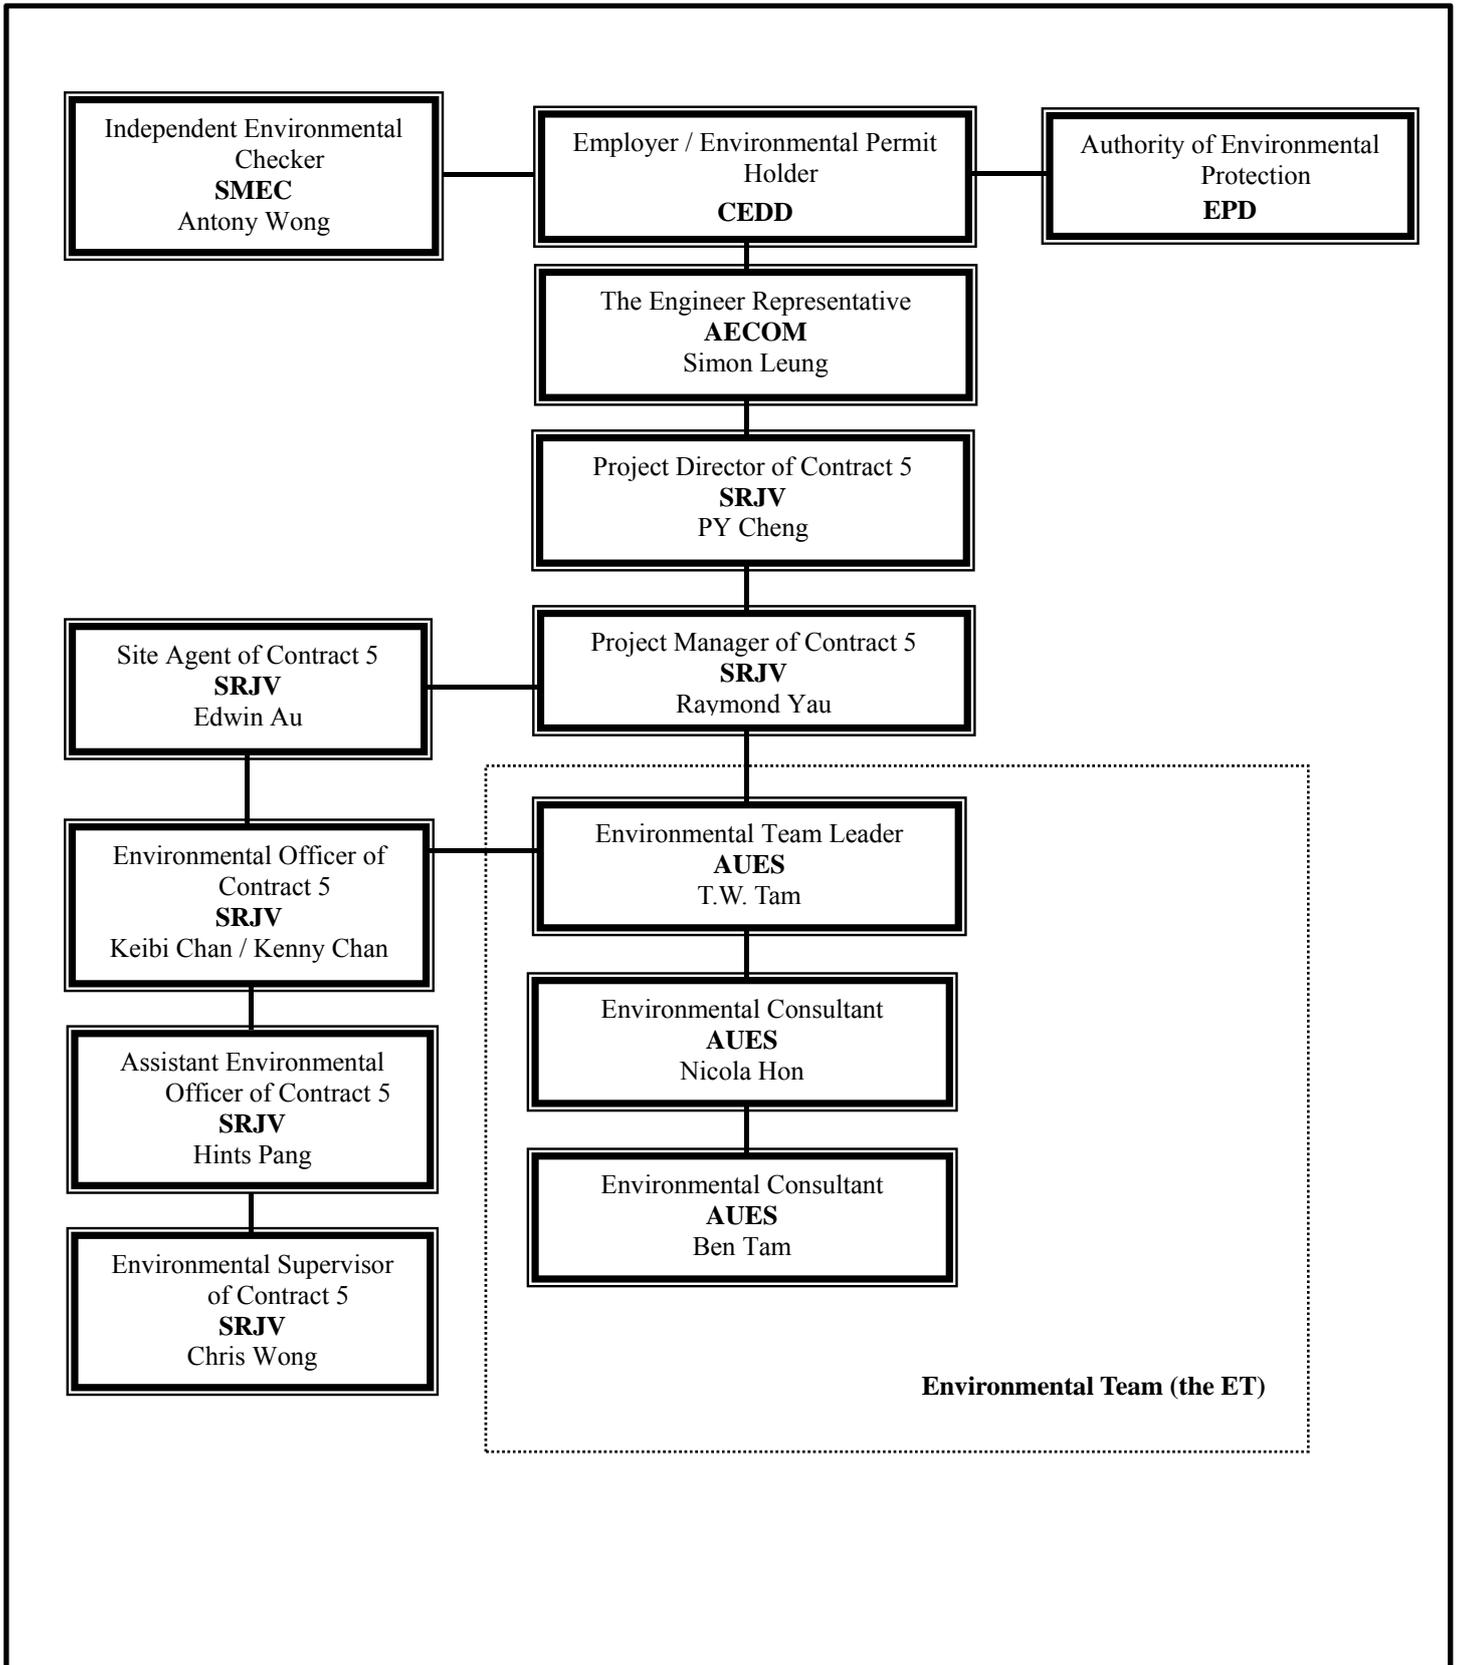 Independent Environmental
Checker
SMEC
Antony Wong
Employer / Environmental Permit
Holder
CEDD
Authority of Environmental
Protection
EPD
The Engineer Representative
AECOM
Simon Leung
Project Director of Contract 5
SRJV
PY Cheng
Project Manager of Contract 5
SRJV
Raymond Yau
Site Agent of Contract 5
SRJV
Edwin Au
Environmental Officer of
Contract 5
SRJV
Keibi Chan / Kenny Chan
Environmental Team Leader
AUES
T.W. Tam
Environmental Consultant
AUES
Nicola Hon
Assistant Environmental
Officer of Contract 5
SRJV
Hints Pang
Environmental Consultant
AUES
Ben Tam
Environmental Supervisor
of Contract 5
SRJV
Chris Wong
Environmental Team (the ET)